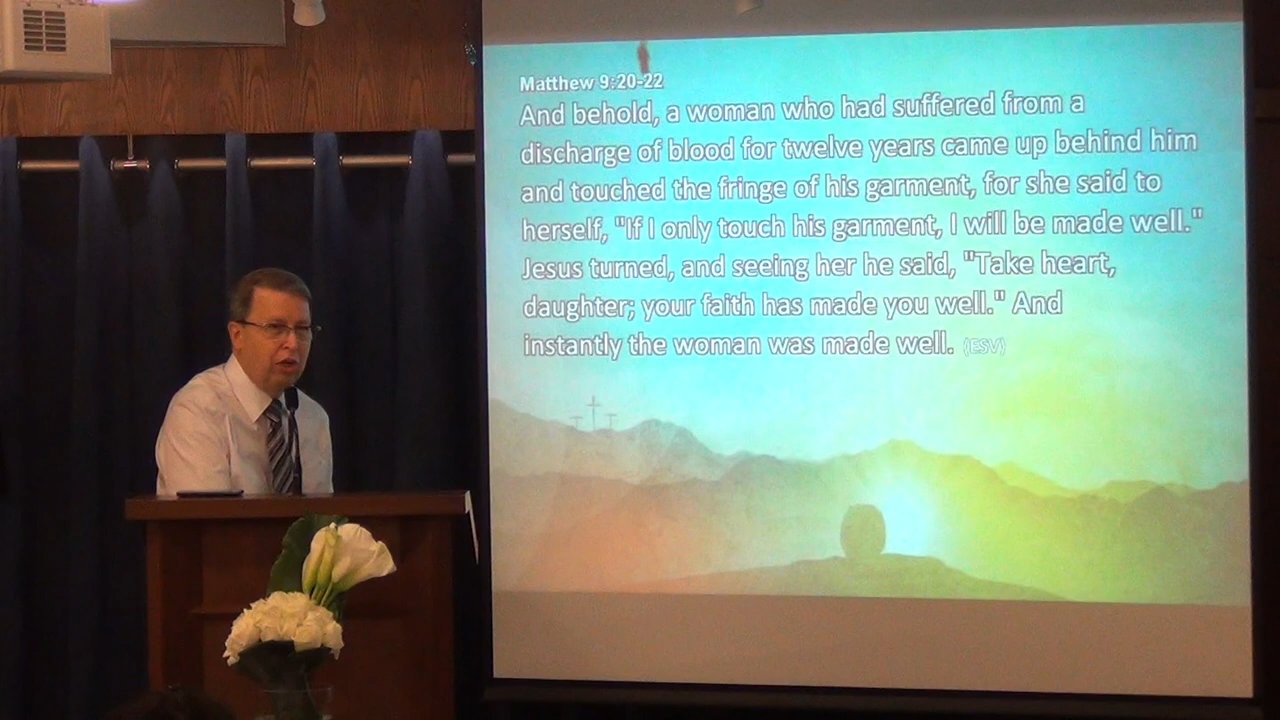 Matthew 9:20-22
And behold, a woman who had suffered from a
discharge of blood for twelve years came up behind him
and touched the fringe of his garment, for she said to
herself, "If I only touch his garment, I will be made well."
Jesus turned, and seeing her he said, "Take heart,
daughter; your faith has made you well." And
instantly the woman was made well. (ESV)